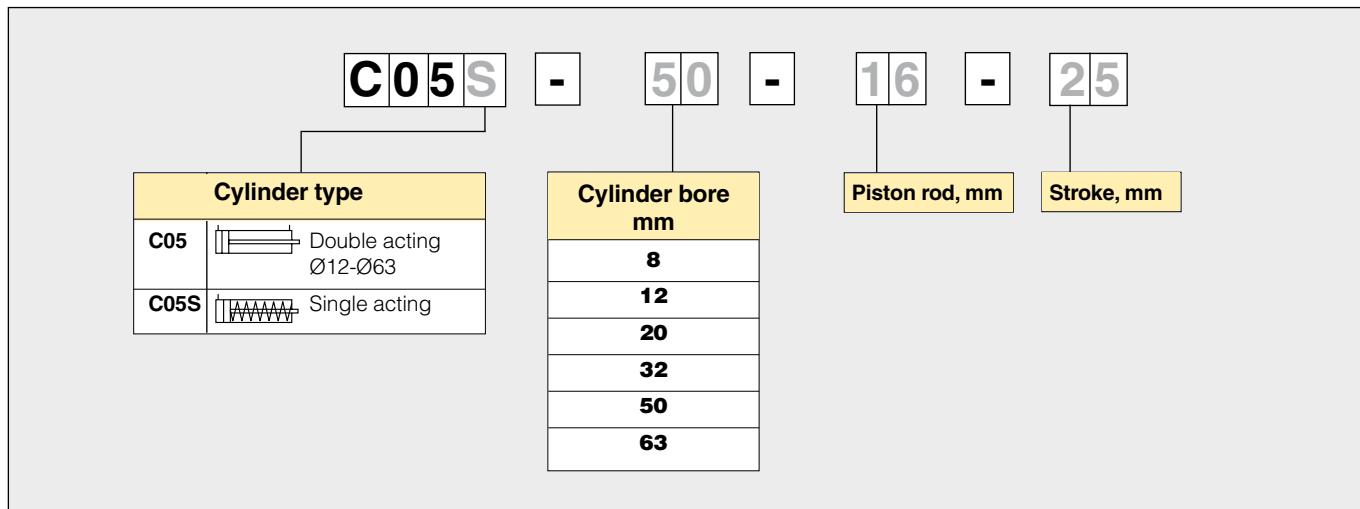 C05S - 50 - 16 - 25
Cylinder type
C05 Double acting
Ø12-Ø63
C05S Single acting
Cylinder bore
mm
8
12
20
32
50
63
Piston rod, mm
Stroke, mm